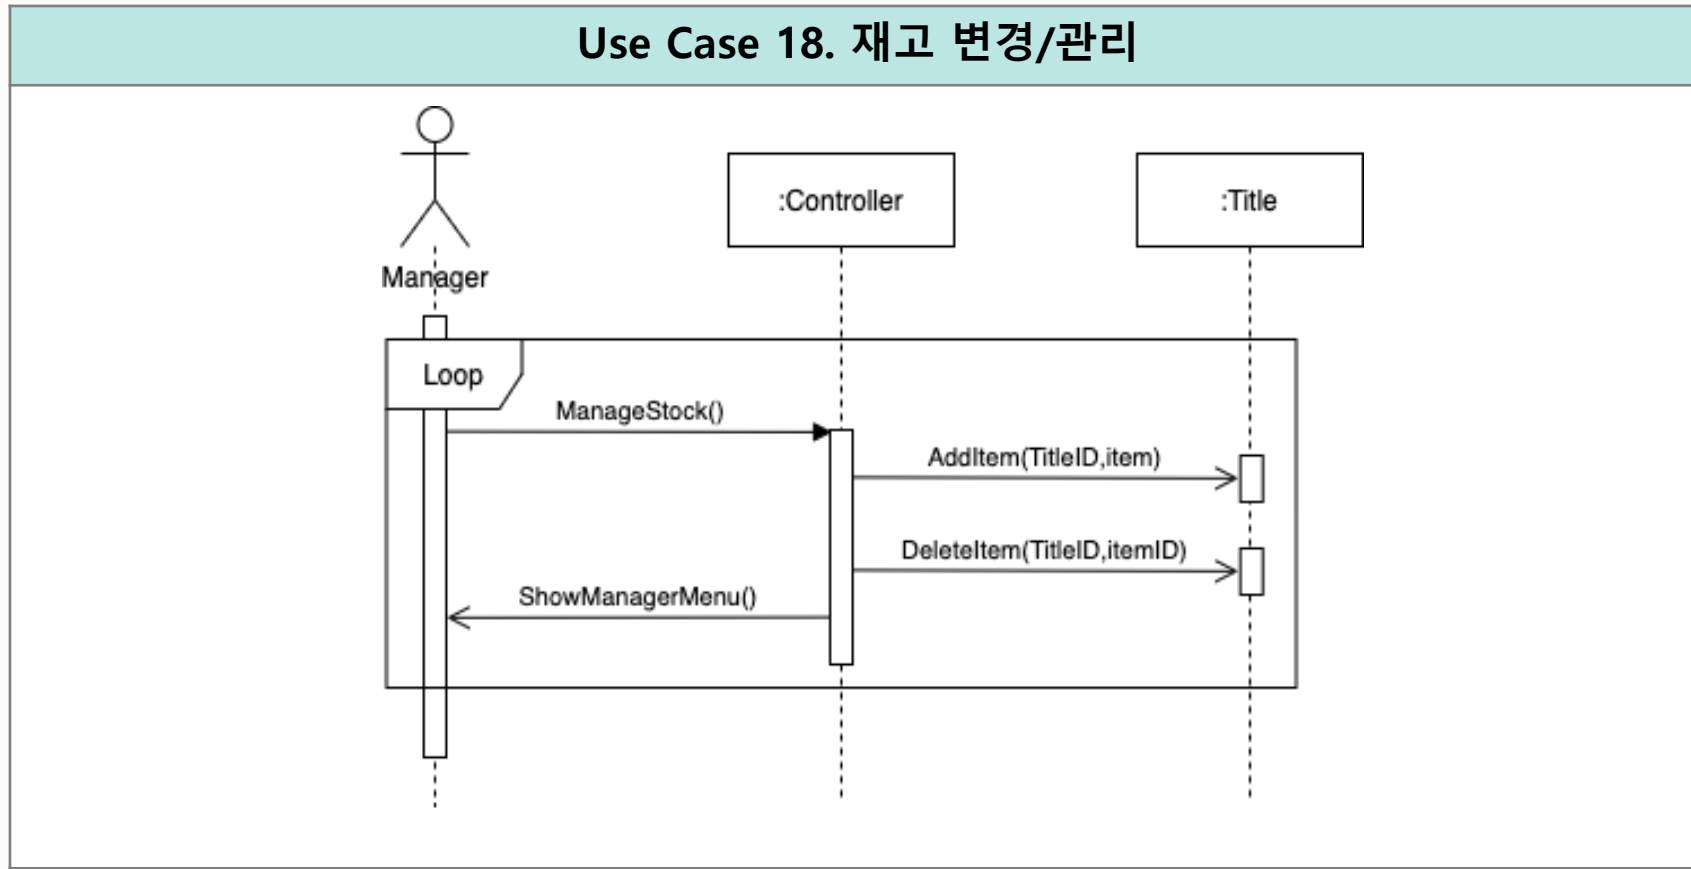 Use Case 18. 재고 변경/관리
:Controller
:Title
Manager
Loop
ManageStock()
AddItem(TitleID,item)
DeleteItem(TitleID,itemID)
ShowManagerMenu()